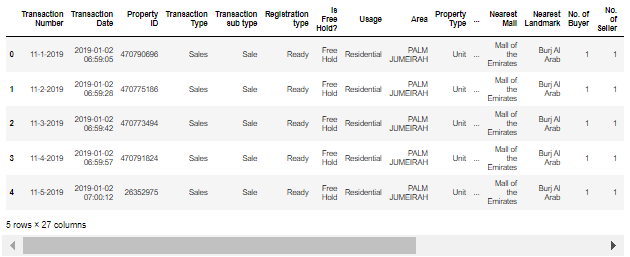 Transaction Number Transaction Date Property ID Transaction Type Transaction sub type Registration type Is Free Hold? Usage Area Property Type ... Nearest Mall Nearest Landmark No. of Buyer No. of Seller
0 11-1-2019 2019-01-02 06:59:05 470790696 Sales Sale Ready Free Hold Residential PALM JUMEIRAH Unit ... Mall of the Emirates Burj Al Arab 1 1
1 11-2-2019 2019-01-02 06:59:28 470775186 Sales Sale Ready Free Hold Residential PALM JUMEIRAH Unit ... Mall of the Emirates Burj Al Arab 1 1
2 11-3-2019 2019-01-02 06:59:42 470773494 Sales Sale Ready Free Hold Residential PALM JUMEIRAH Unit ... Mall of the Emirates Burj Al Arab 1 1
3 11-4-2019 2019-01-02 06:59:57 470791824 Sales Sale Ready Free Hold Residential PALM JUMEIRAH Unit ... Mall of the Emirates Burj Al Arab 1 1
4 11-5-2019 2019-01-02 07:00:12 26352975 Sales Sale Ready Free Hold Residential PALM JUMEIRAH Unit ... Mall of the Emirates Burj Al Arab 1 1
5 rows × 27 columns